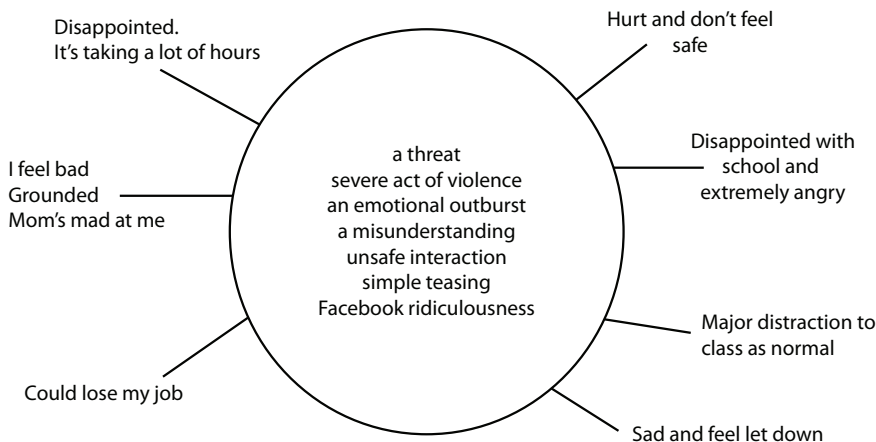 Disappointed.
It’s taking a lot of hours
Hurt and don’t feel
safe
I feel bad
Grounded
Mom’s mad at me
a threat
severe act of violence
an emotional outburst
a misunderstanding
unsafe interaction
simple teasing
Facebook ridiculousness
Disappointed with
school and
extremely angry
Could lose my job
Major distraction to
class as normal
Sad and feel let down